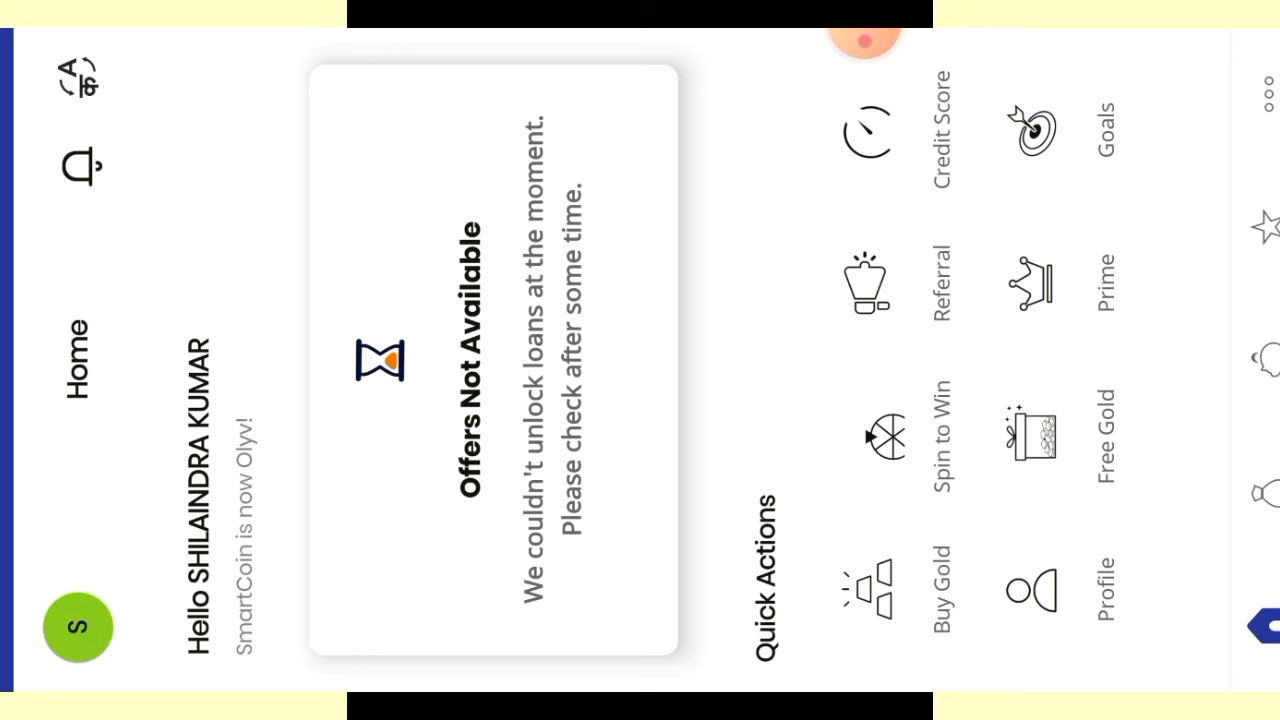 S
Home
Hello SHILAINDRA KUMAR
SmartCoin is now Olyv!
Offers Not Available
We couldn't unlock loans at the moment.
Please check after some time.
Quick Actions
Buy Gold
Spin to Win
Referral
Credit Score
Profile
Free Gold
Prime
Goals